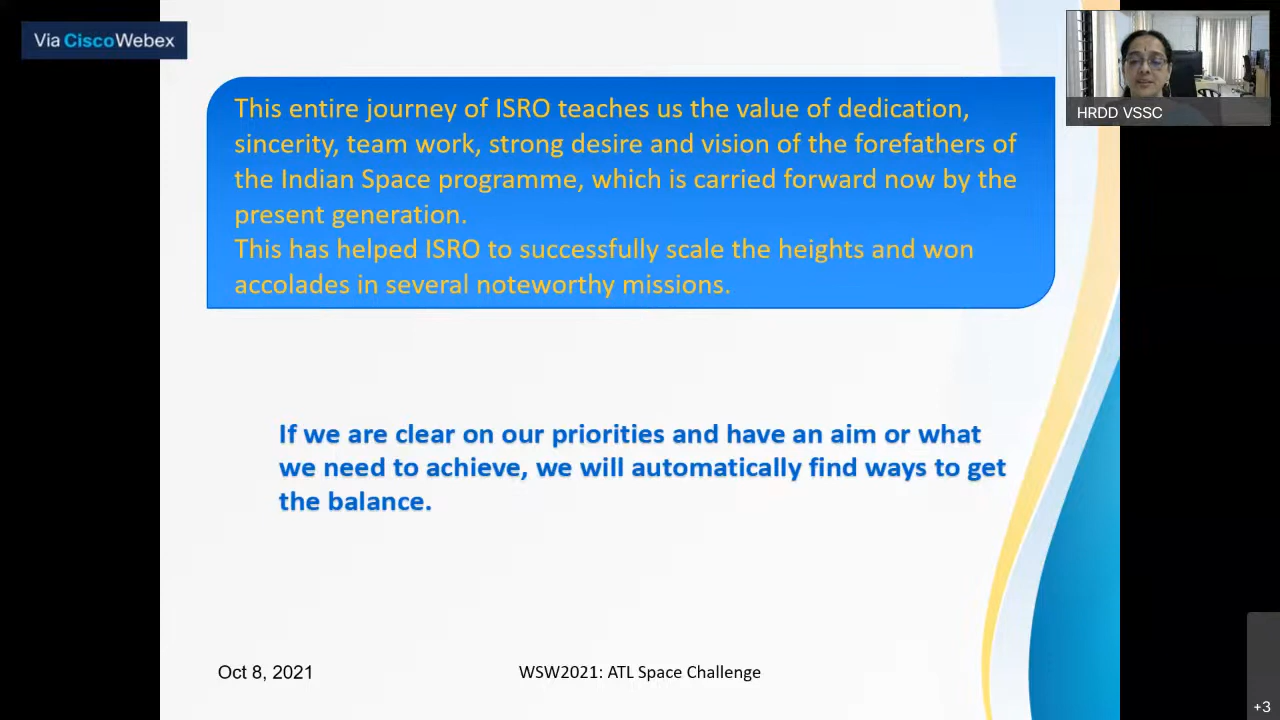 Via CiscoWebex
HRDD VSSC
This entire journey of ISRO teaches us the value of dedication,
sincerity, team work, strong desire and vision of the forefathers of
the Indian Space programme, which is carried forward now by the
present generation.
This has helped ISRO to successfully scale the heights and won
accolades in several noteworthy missions.
If we are clear on our priorities and have an aim or what
we need to achieve, we will automatically find ways to get
the balance.
Oct 8, 2021
WSW2021: ATL Space Challenge
+3